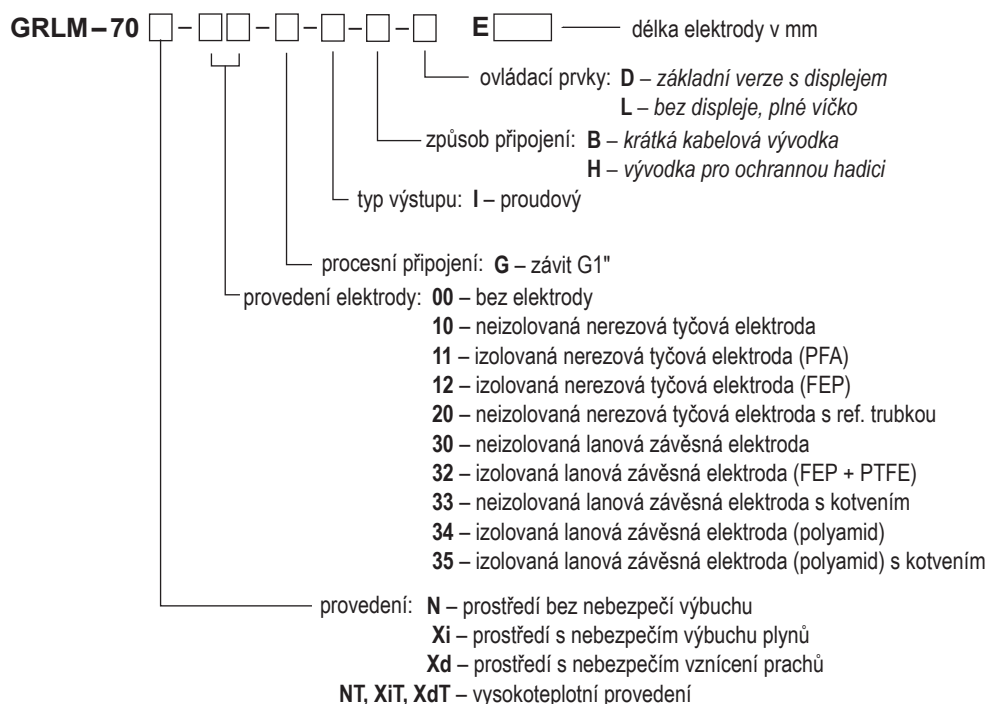 GRLM – 70 □ – □□ – □ – □ – □ – □ E □ délka elektrody v mm
ovládací prvky: D – základní verze s displejem
L – bez displeje, plné víčko
způsob připojení: B – krátká kabelová vývodka
H – vývodka pro ochrannou hadici
typ výstupu: I – proudový
procesní připojení: G – závit G1"
provedení elektrody: 00 – bez elektrody
10 – neizolovaná nerezová tyčová elektroda
11 – izolovaná nerezová tyčová elektroda (PFA)
12 – izolovaná nerezová tyčová elektroda (FEP)
20 – neizolovaná nerezová tyčová elektroda s ref. trubkou
30 – neizolovaná lanová závěsná elektroda
32 – izolovaná lanová závěsná elektroda (FEP + PTFE)
33 – neizolovaná lanová závěsná elektroda s kotvením
34 – izolovaná lanová závěsná elektroda (polyamid)
35 – izolovaná lanová závěsná elektroda (polyamid) s kotvením
provedení: N – prostředí bez nebezpečí výbuchu
Xi – prostředí s nebezpečím výbuchu plynů
Xd – prostředí s nebezpečím vznícení prachů
NT, XiT, XdT – vysokoteplotní provedení